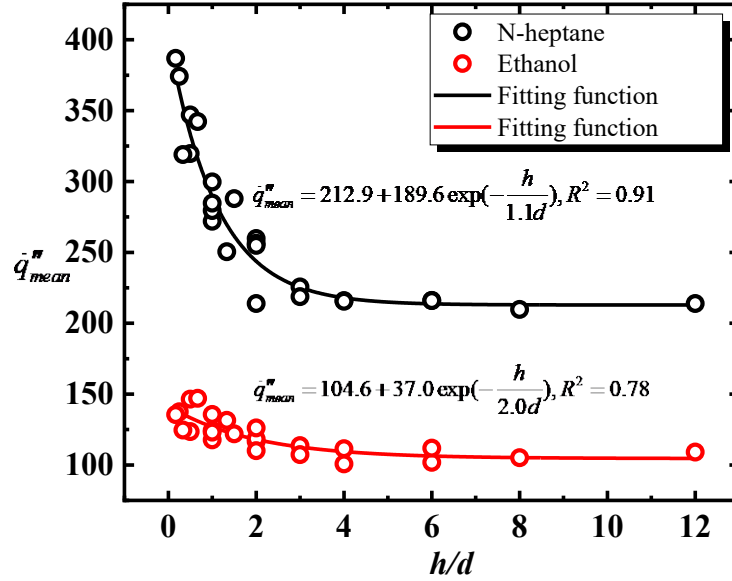 N-heptane
Ethanol
Fitting function
Fitting function
400
350
300
250
200
150
100
q̇‴mean
q̇‴mean = 212.9 + 189.6 exp(−h/1.1d), R² = 0.91
q̇‴mean = 104.6 + 37.0 exp(−h/2.0d), R² = 0.78
0 2 4 6 8 10 12
h/d